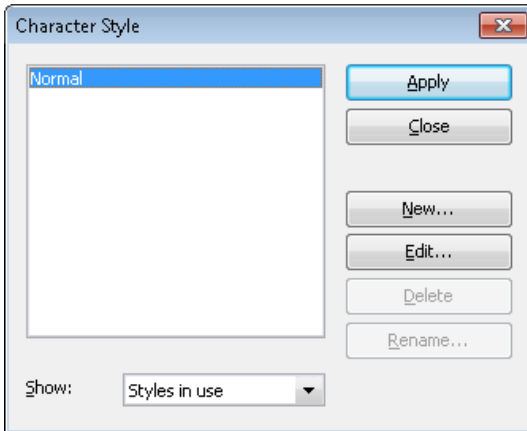 Character Style
Normal
Apply
Close
New...
Edit...
Delete
Rename...
Show:
Styles in use